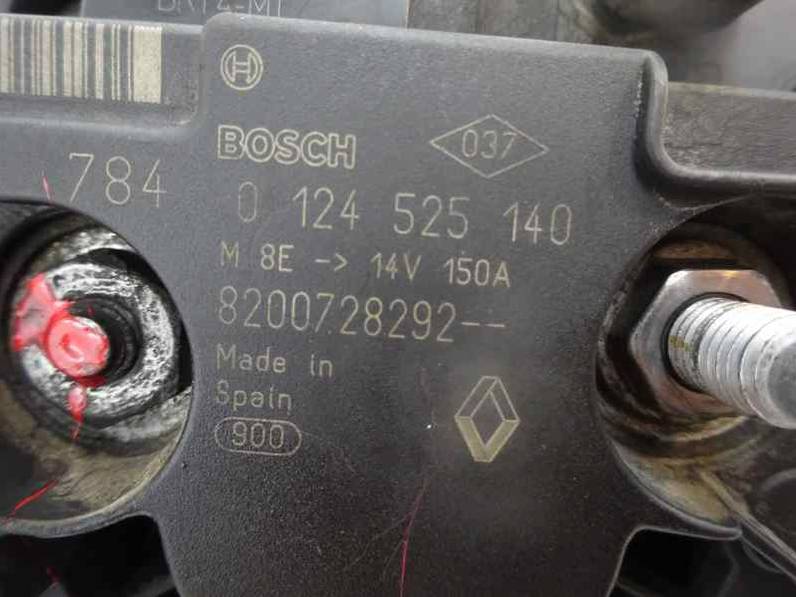 BOSCH
037
784
0 124 525 140
M 8E -> 14V 150A
8200728292--
Made in
Spain
900